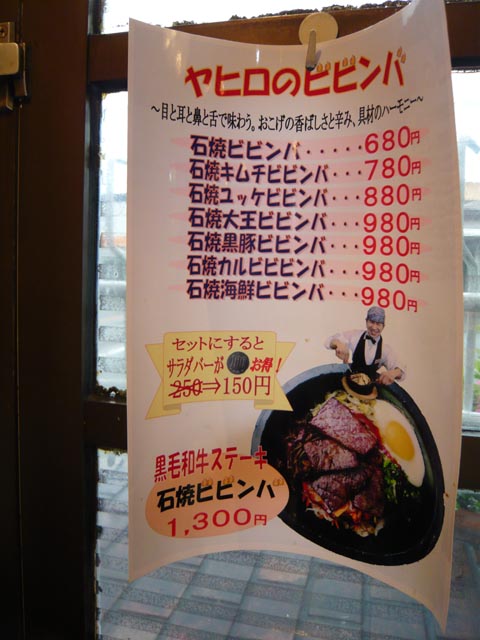 ヤヒロのビビンバ
～目と耳と鼻と舌で味わう。おこげの香ばしさと辛み、具材のハーモニー～
石焼ビビンバ・・・・・680円
石焼キムチビビンバ・・・780円
石焼ユッケビビンバ・・・880円
石焼大王ビビンバ・・・980円
石焼黒豚ビビンバ・・・980円
石焼カルビビビンバ・・・980円
石焼海鮮ビビンバ・・・980円
セットにすると
サラダバーがお得！
250⇒150円
黒毛和牛ステーキ
石焼ビビンバ
1,300円